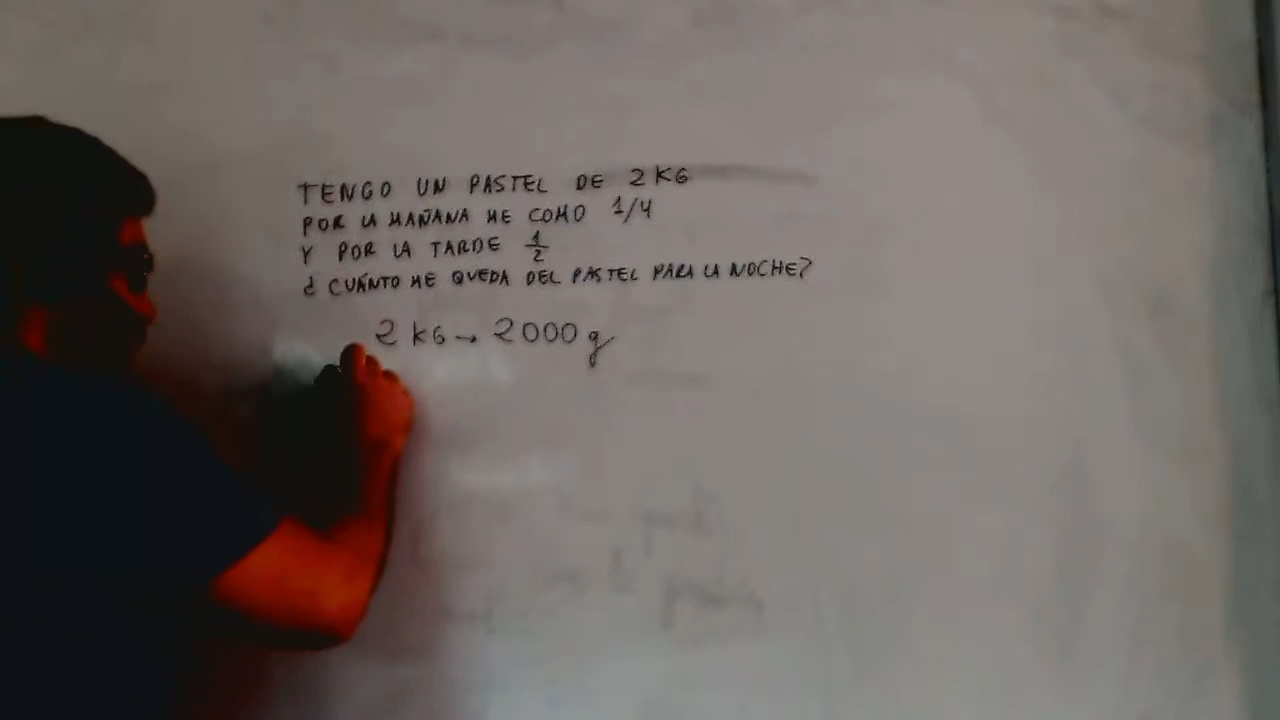 TENGO UN PASTEL DE 2 KG
POR LA MAÑANA ME COMO 1/4
Y POR LA TARDE 1/2
¿CUÁNTO ME QUEDA DEL PASTEL PARA LA NOCHE?
2 KG → 2000 g